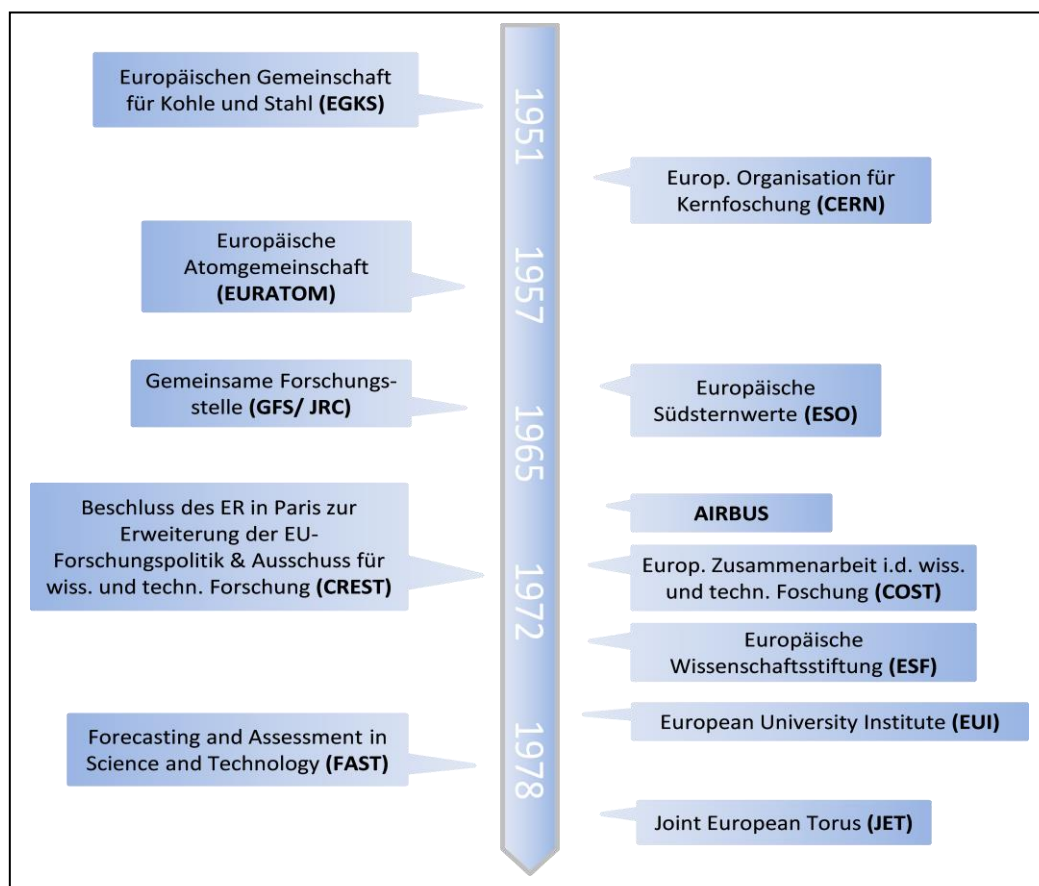 Europäischen Gemeinschaft
für Kohle und Stahl (EGKS)
1951
Europ. Organisation für
Kernfoschung (CERN)
Europäische
Atomgemeinschaft
(EURATOM)
1957
Gemeinsame Forschungs-
stelle (GFS/ JRC)
Europäische
Südsternwerte (ESO)
1965
AIRBUS
Beschluss des ER in Paris zur
Erweiterung der EU-
Forschungspolitik & Ausschuss für
wiss. und techn. Forschung (CREST)
1972
Europ. Zusammenarbeit i.d. wiss.
und techn. Foschung (COST)
Europäische
Wissenschaftsstiftung (ESF)
European University Institute (EUI)
Forecasting and Assessment in
Science and Technology (FAST)
1978
Joint European Torus (JET)